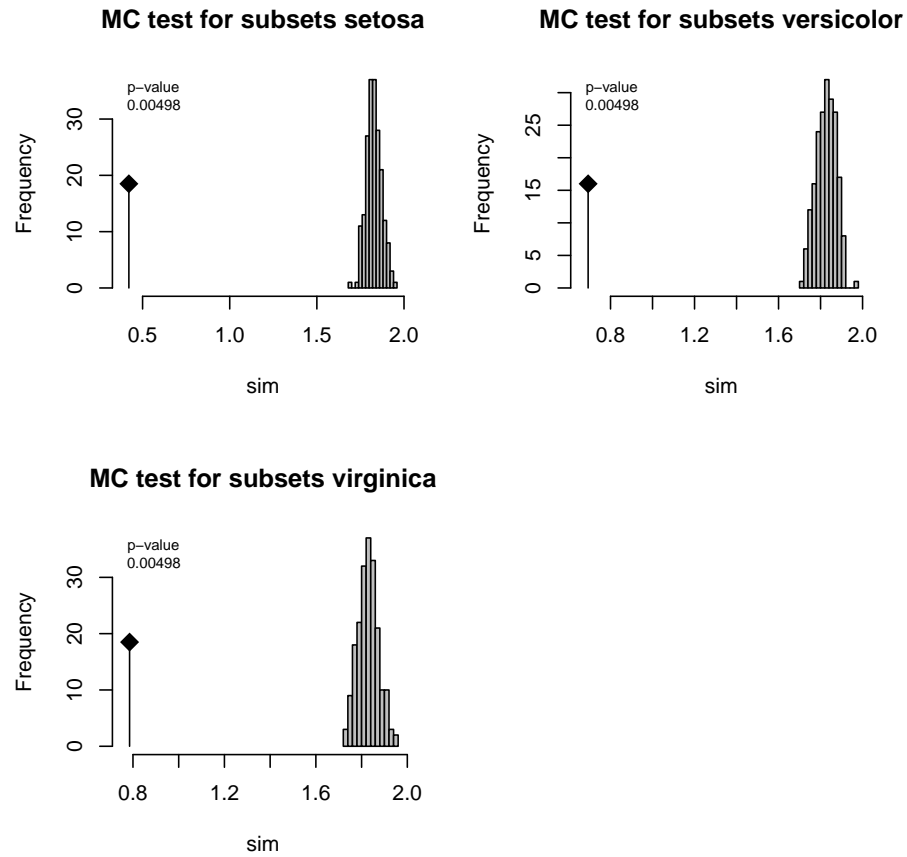 MC test for subsets setosa
p−value
0.00498
Frequency
0
10
20
30
0.5
1.0
1.5
2.0
sim
MC test for subsets versicolor
p−value
0.00498
Frequency
0
5
15
25
0.8
1.2
1.6
2.0
sim
MC test for subsets virginica
p−value
0.00498
Frequency
0
10
20
30
0.8
1.2
1.6
2.0
sim